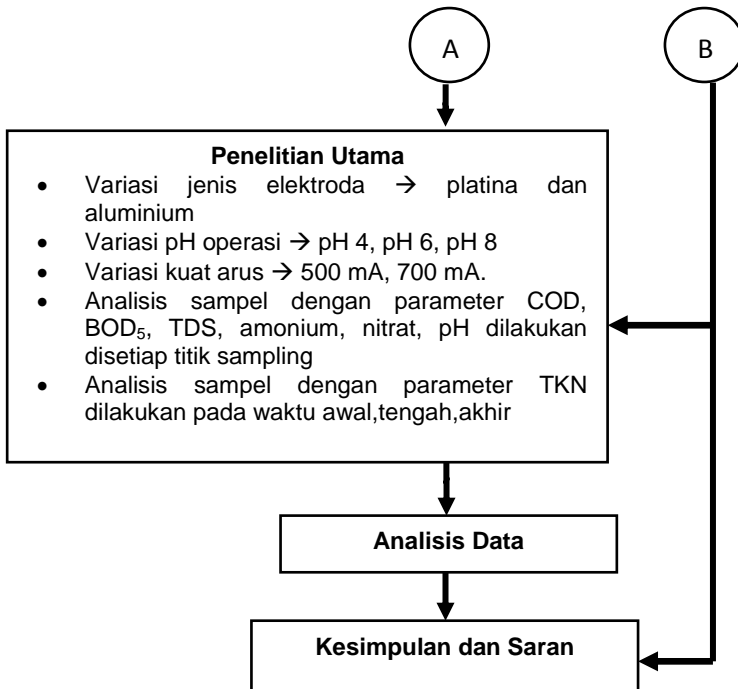 A
B
Penelitian Utama
• Variasi jenis elektroda → platina dan
aluminium
• Variasi pH operasi → pH 4, pH 6, pH 8
• Variasi kuat arus → 500 mA, 700 mA.
• Analisis sampel dengan parameter COD,
BOD₅, TDS, amonium, nitrat, pH dilakukan
disetiap titik sampling
• Analisis sampel dengan parameter TKN
dilakukan pada waktu awal,tengah,akhir
Analisis Data
Kesimpulan dan Saran